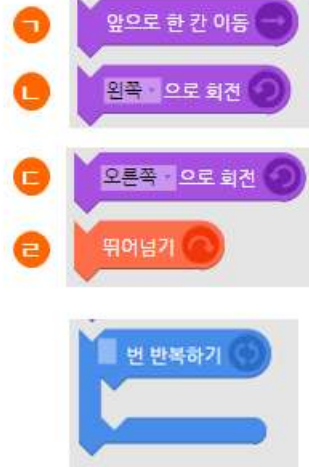 ㄱ 앞으로 한 칸 이동
ㄴ 왼쪽 으로 회전
ㄷ 오른쪽 으로 회전
ㄹ 뛰어넘기
번 반복하기